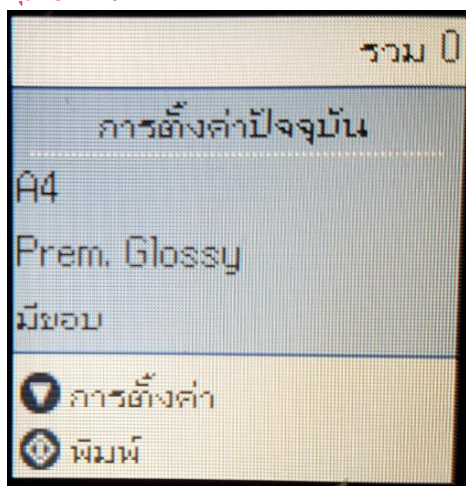 รวม 0
การตั้งค่าปัจจุบัน
A4
Prem. Glossy
มีขอบ
การตั้งค่า
พิมพ์